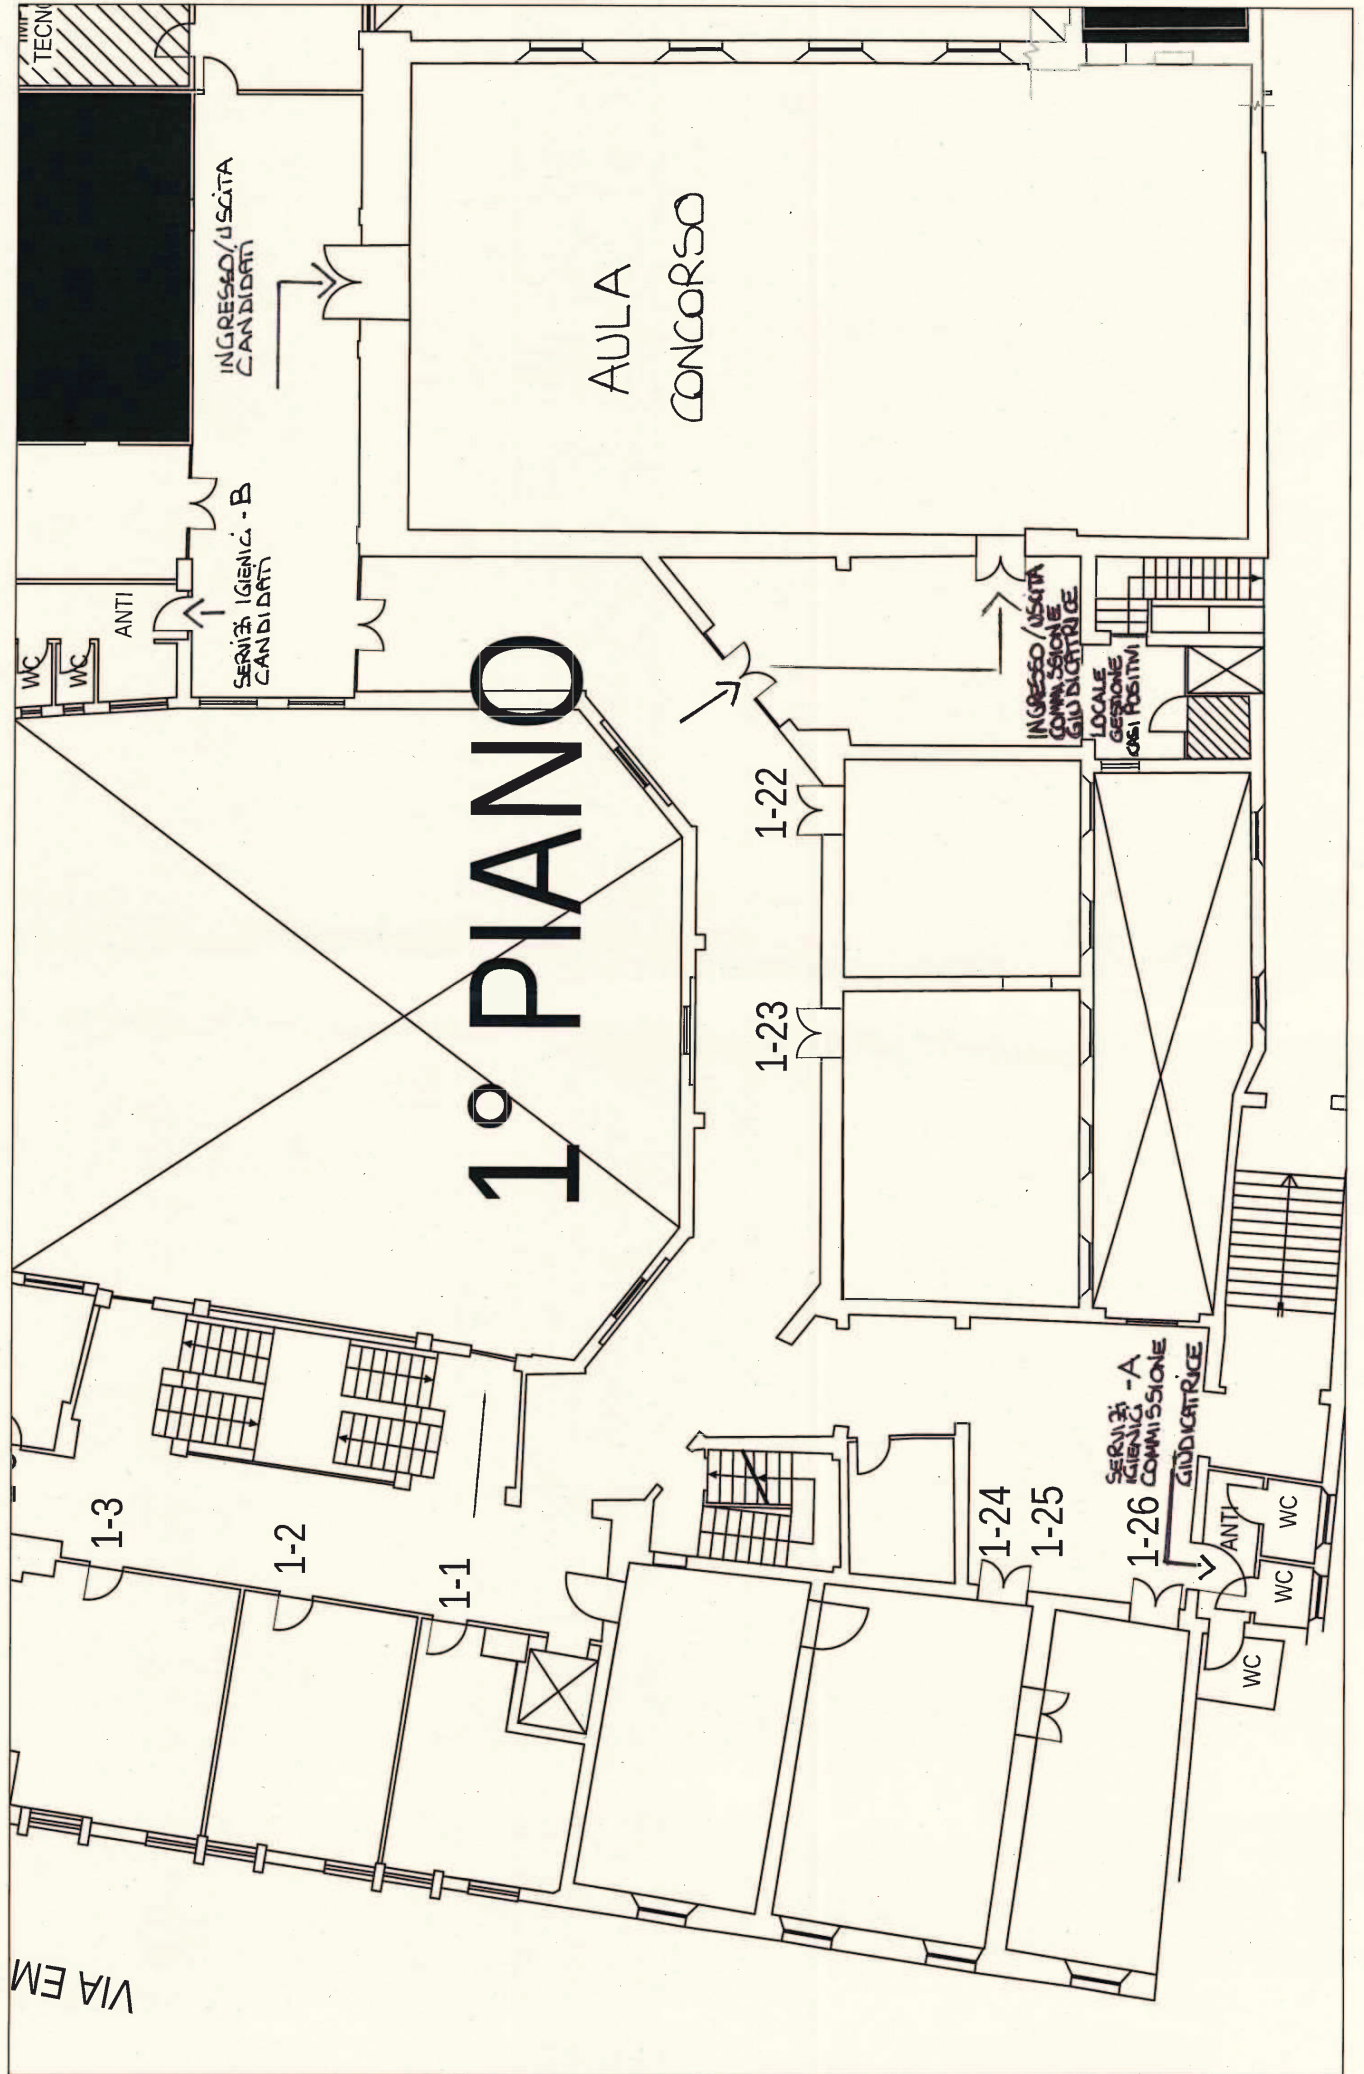 TECNO
INGRESSO/USCITA
CANDIDATI
AULA
CONCORSO
SERVIZI IGIENICI - B
CANDIDATI
ANTI
WC
WC
1° PIANO
INGRESSO/USCITA
COMMISSIONE
GIUDICATRICE
LOCALE
GESTIONE
CASI POSITIVI
1-22
1-23
1-3
1-2
1-1
1-24
1-25
1-26
SERVIZI
IGIENICI - A
COMMISSIONE
GIUDICATRICE
ANTI
WC
WC
WC
VIA EM